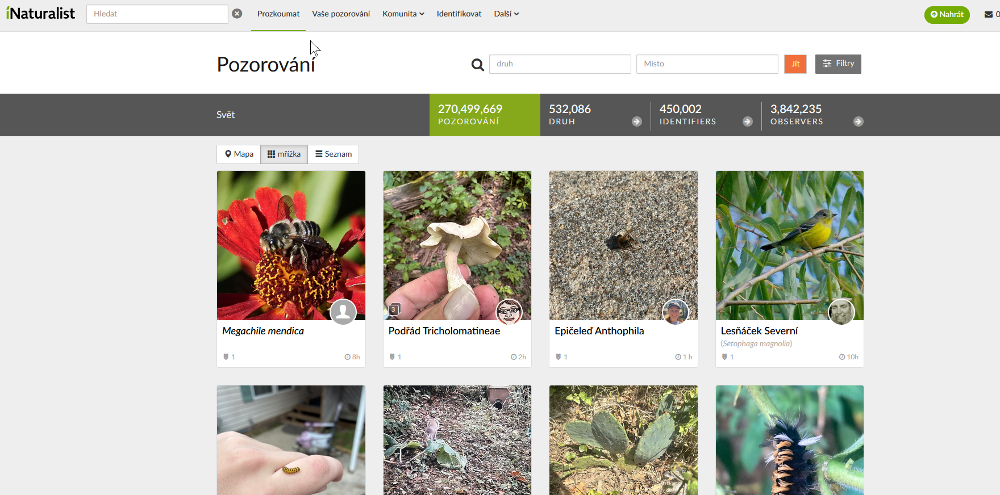 iNaturalist
Hledat
Prozkoumat
Vaše pozorování
Komunita
Identifikovat
Další
Nahrát
0
Pozorování
druh
Místo
Jít
Filtry
Svět
270,499,669
POZOROVÁNÍ
532,086
DRUH
450,002
IDENTIFIERS
3,842,235
OBSERVERS
Mapa
mřížka
Seznam
3
Megachile mendica
1
8h
Podřád Tricholomatineae
1
2h
Epičeleď Anthophila
1
1 h
Lesňáček Severní
(Setophaga magnolia)
1
10h